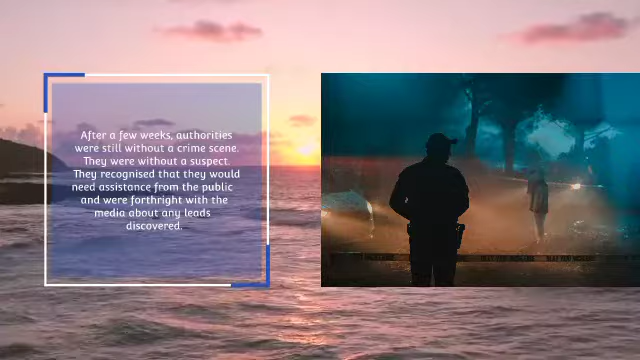 After a few weeks, authorities
were still without a crime scene.
They were without a suspect.
They recognised that they would
need assistance from the public
and were forthright with the
media about any leads
discovered.